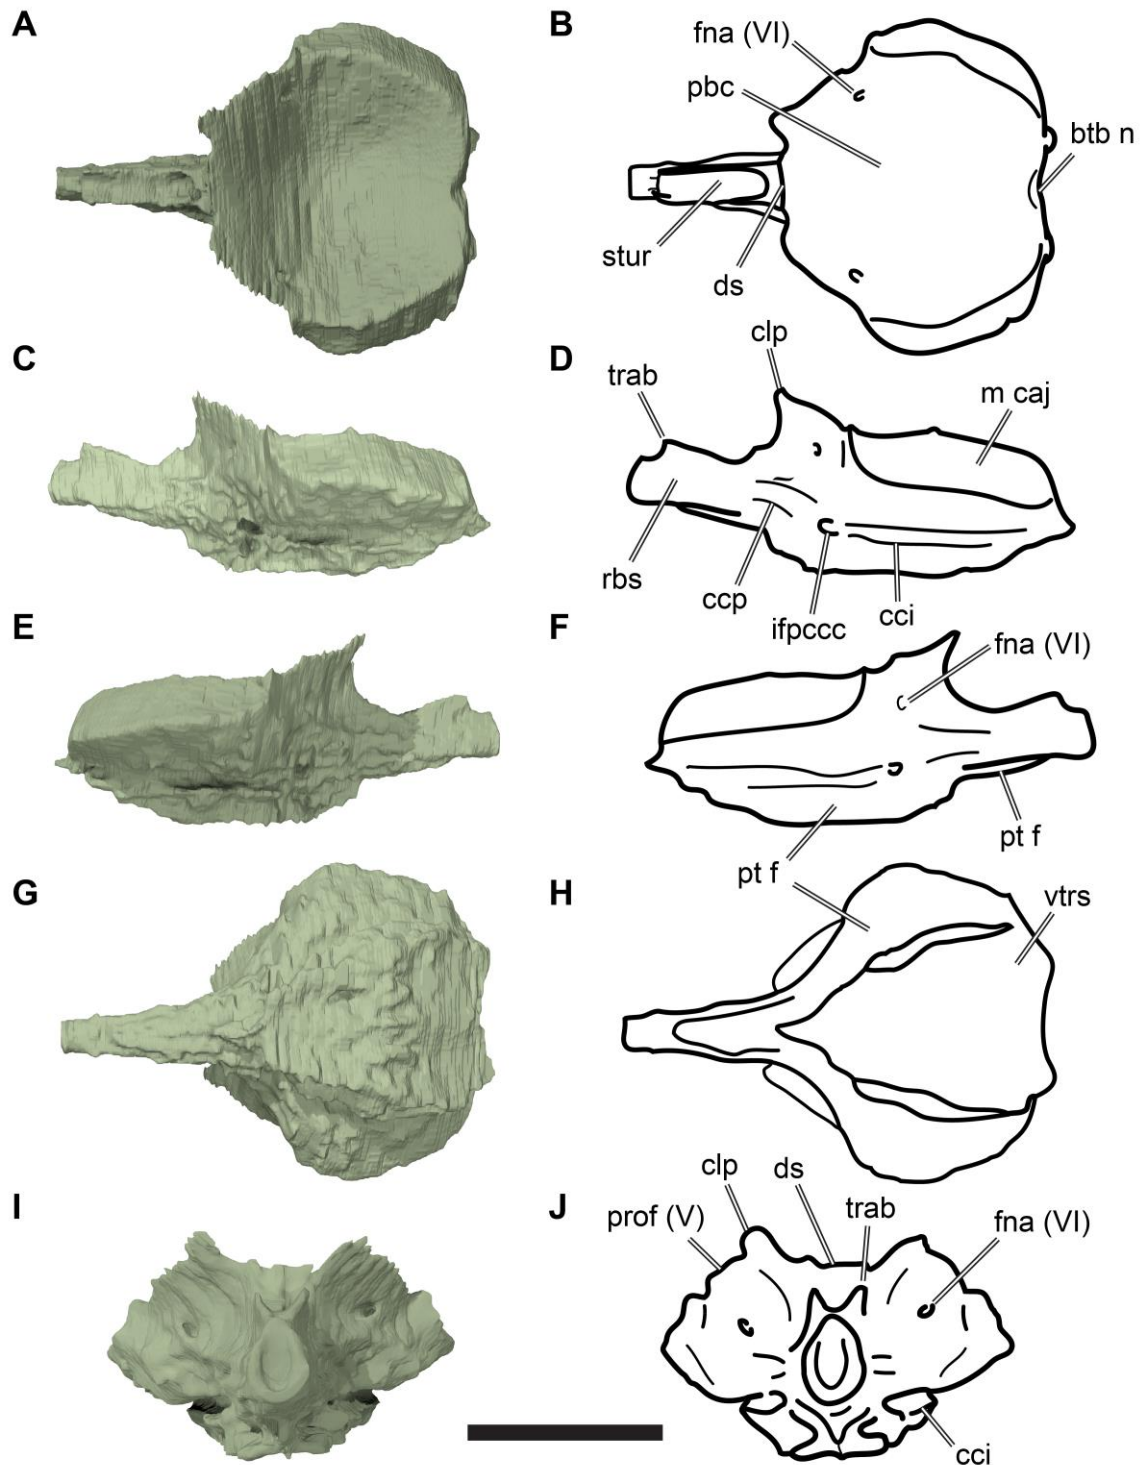 A
B
fna (VI)
pbc
btb n
stur
ds
C
D
clp
trab
m caj
rbs
ccp
ifpccc
cci
E
F
fna (VI)
pt f
pt f
G
H
vtrs
I
J
clp
ds
trab
prof (V)
fna (VI)
cci